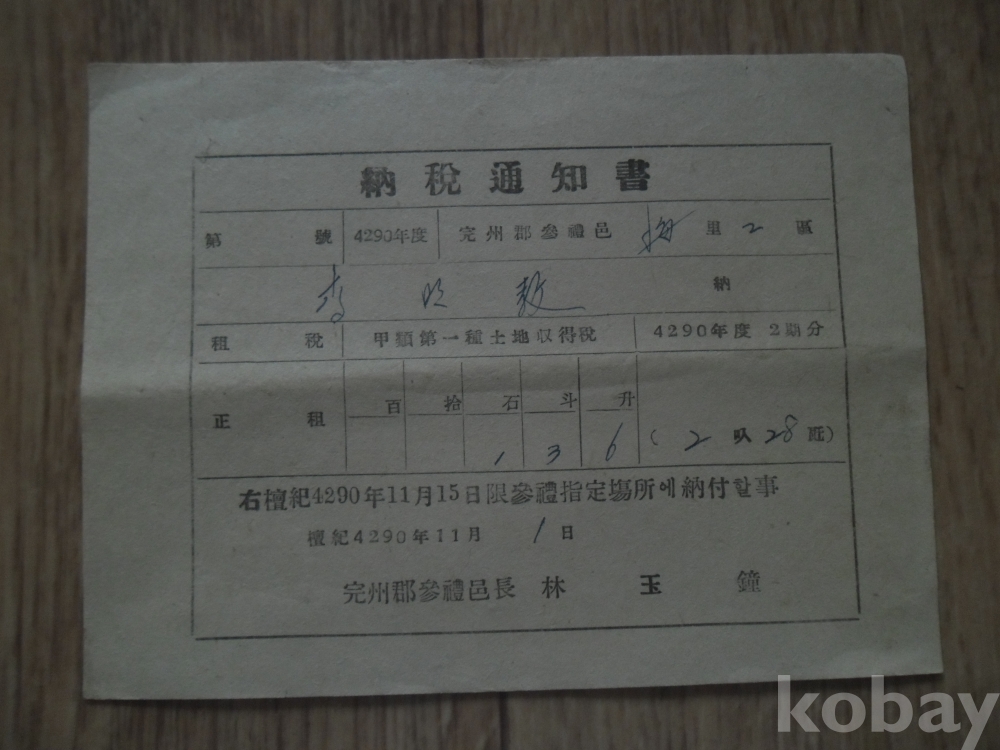 納稅通知書
第 號 4290年度 完州郡參禮邑 里 2 區
李 納
租 稅 甲類第一種土地収得稅 4290年度 2期分
正 租 百 拾 石 斗 升
1 3 6 (2 叺 28 瓩)
右檀紀4290年11月15日限參禮指定場所에納付할事
檀紀4290年11月 1日
完州郡參禮邑長 林 玉 鐘
kobay